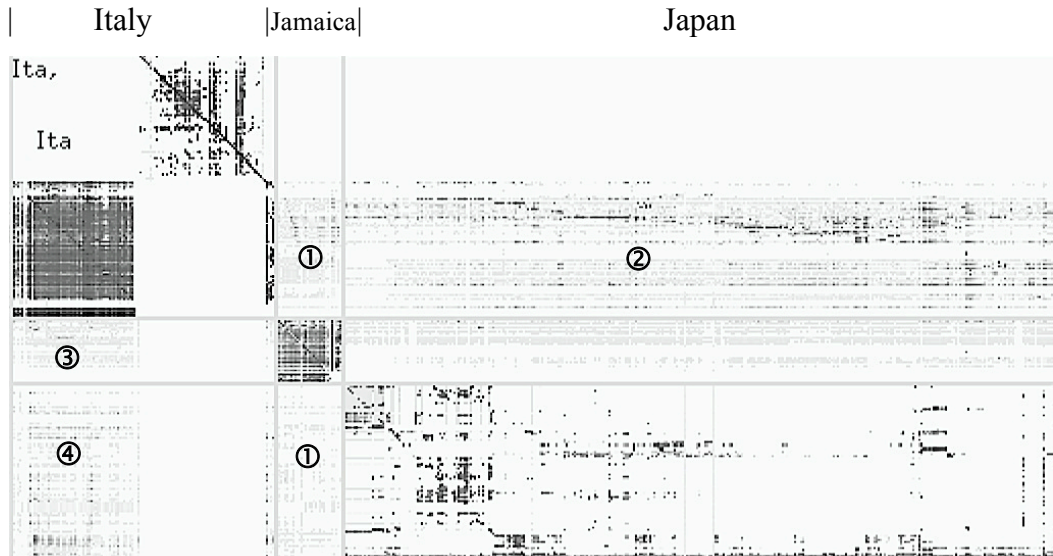 | Italy |Jamaica| Japan
Ita,
Ita
① ②
③
④ ①